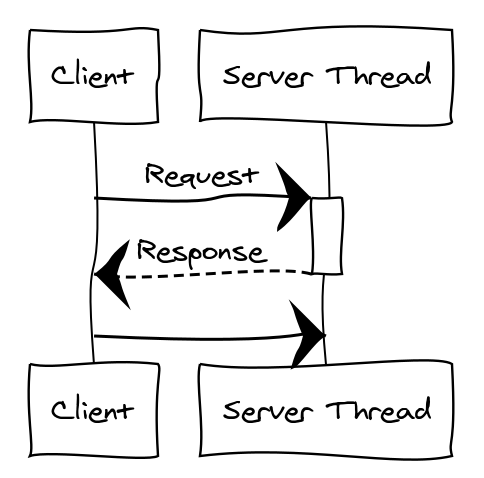 Client
Server Thread
Request
Response
Client
Server Thread